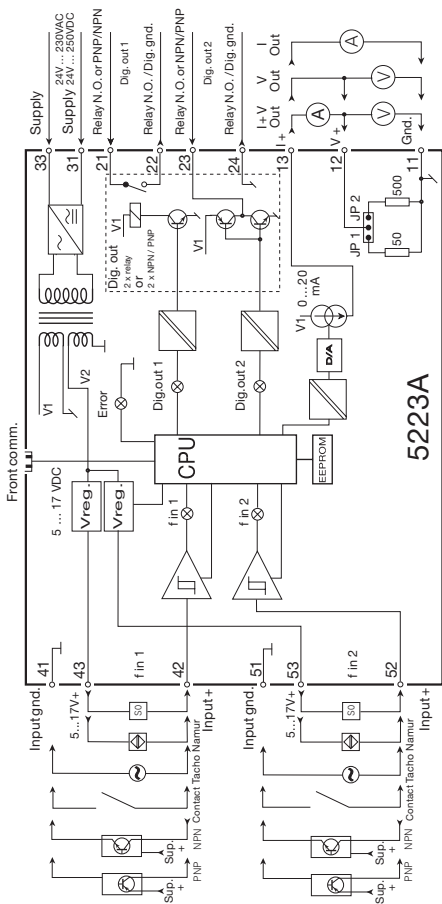 Front comm.
Supply
Supply
24V ... 230VAC
24V ... 250VDC
33
31
Relay N.O. or PNP/NPN
21
Dig. out 1
Relay N.O. / Dig. gnd.
22
Relay N.O. or NPN/PNP
23
Dig. out 2
Relay N.O. / Dig. gnd.
24
V1
V2
Error
V1
Dig. out
2 x relay
or
2 x NPN / PNP
V1
Dig.out 1
Dig.out 2
5 ... 17 VDC
Vreg.
Vreg.
CPU
EEPROM
f in 1
f in 2
D/A
V1
0...20
mA
I+
13
V +
12
Gnd.
11
I+V
Out
V
Out
I
Out
A
A
V
V
JP 1
JP 2
50
500
5223A
Input gnd.
41
5...17V+
43
f in 1
Input+
42
S0
Namur
Tacho
Contact
NPN
Sup.
+
PNP
Sup.
+
Input gnd.
51
5...17V+
53
f in 2
Input+
52
S0
Namur
Tacho
Contact
NPN
Sup.
+
PNP
Sup.
+